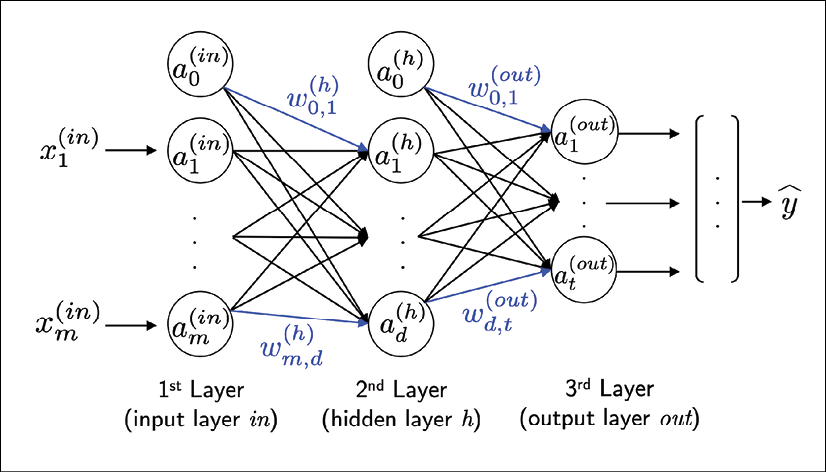 a_0^{(in)} a_0^{(h)}
w_{0,1}^{(h)} w_{0,1}^{(out)}
x_1^{(in)} a_1^{(in)} a_1^{(h)} a_1^{(out)}
ŷ
x_m^{(in)} a_m^{(in)} a_d^{(h)} a_t^{(out)}
w_{m,d}^{(h)} w_{d,t}^{(out)}
1st Layer
(input layer in)
2nd Layer
(hidden layer h)
3rd Layer
(output layer out)